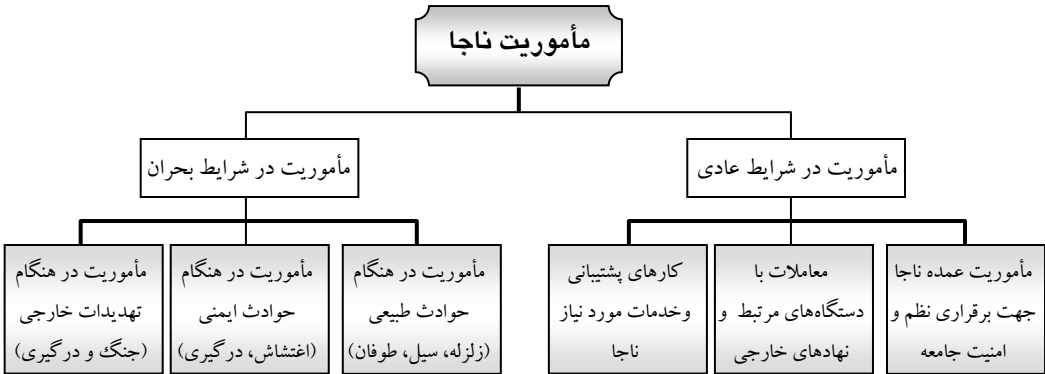 مأموریت ناجا
مأموریت در شرایط عادی
مأموریت در شرایط بحران
مأموریت عمده ناجا
جهت برقراری نظم و
امنیت جامعه
معاملات با
دستگاه‌های مرتبط و
نهادهای خارجی
کارهای پشتیبانی
وخدمات مورد نیاز
ناجا
مأموریت در هنگام
حوادث طبیعی
(زلزله، سیل، طوفان)
مأموریت در هنگام
حوادث ایمنی
(اغتشاش، درگیری)
مأموریت در هنگام
تهدیدات خارجی
(جنگ و درگیری)